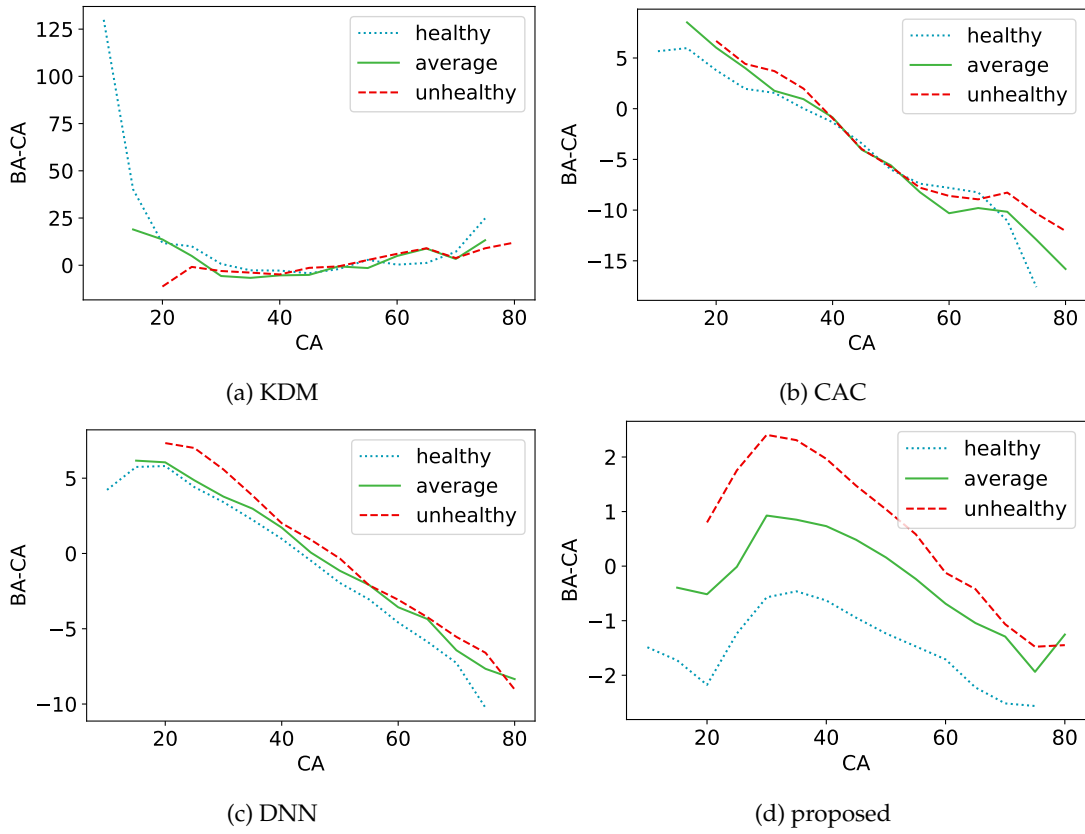 125
100
75
50
25
0
BA-CA
healthy
average
unhealthy
20 40 60 80
CA
(a) KDM
5
0
−5
−10
−15
BA-CA
healthy
average
unhealthy
20 40 60 80
CA
(b) CAC
5
0
−5
−10
BA-CA
healthy
average
unhealthy
20 40 60 80
CA
(c) DNN
2
1
0
−1
−2
BA-CA
healthy
average
unhealthy
20 40 60 80
CA
(d) proposed